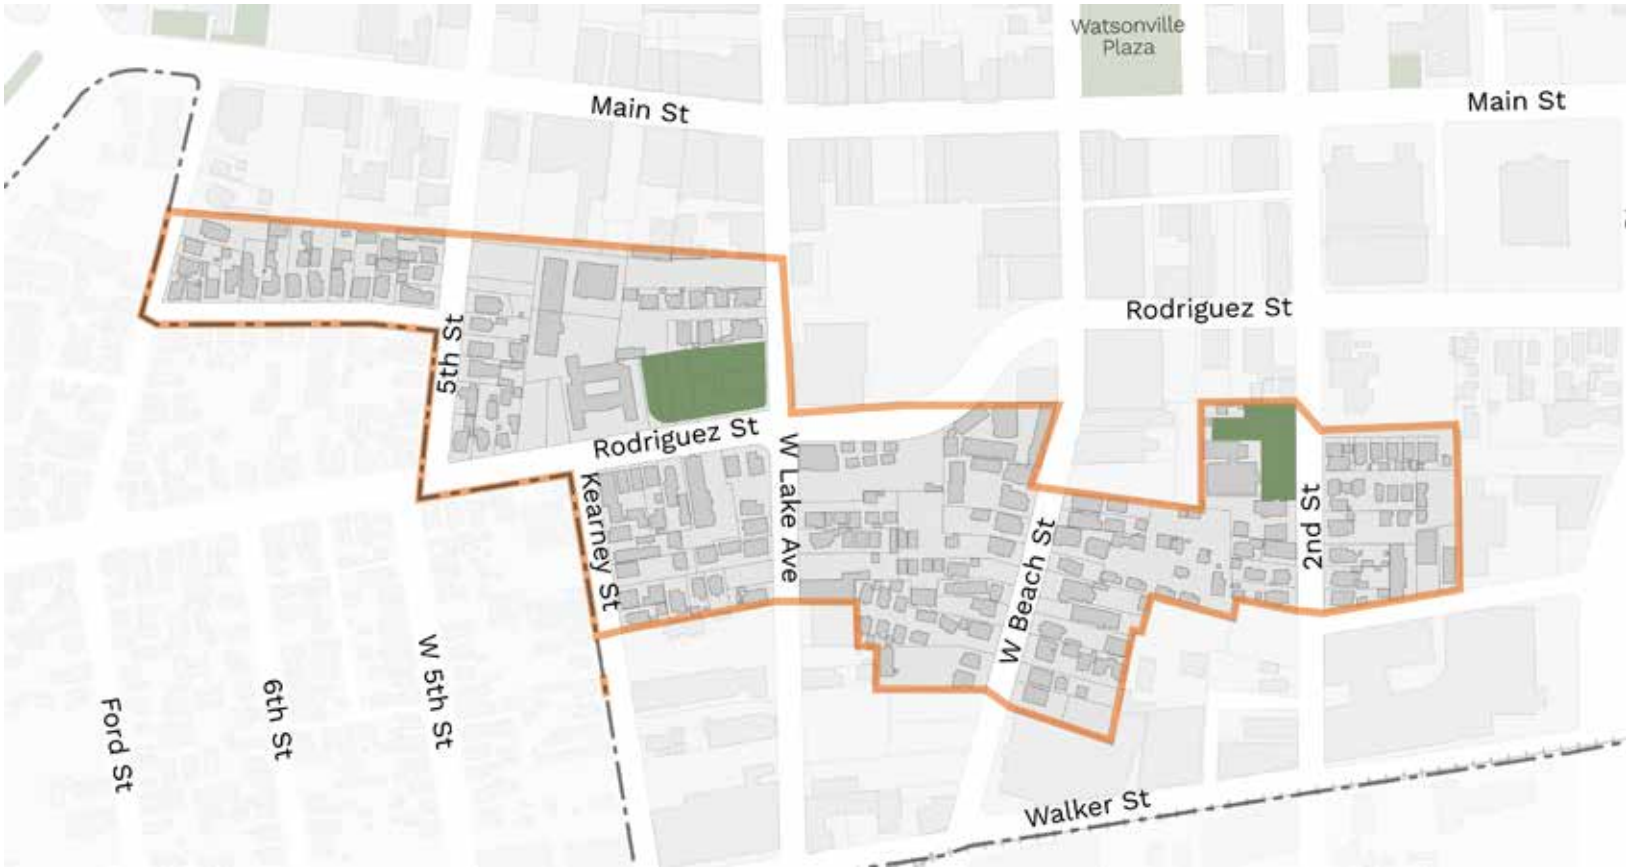 Watsonville
Plaza
Main St
Main St
Rodriguez St
5th St
Rodriguez St
W Lake Ave
Kearney St
2nd St
W Beach St
W 5th St
6th St
Ford St
Walker St